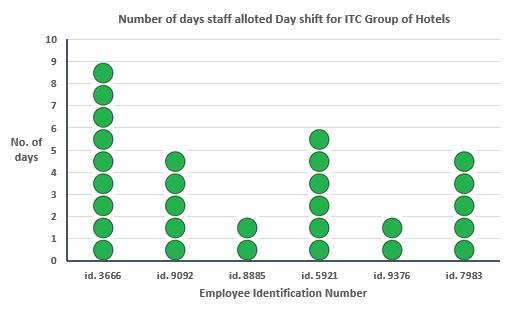 Number of days staff alloted Day shift for ITC Group of Hotels
10
9
8
7
6
5
4
3
2
1
0
No. of
days
id. 3666 id. 9092 id. 8885 id. 5921 id. 9376 id. 7983
Employee Identification Number